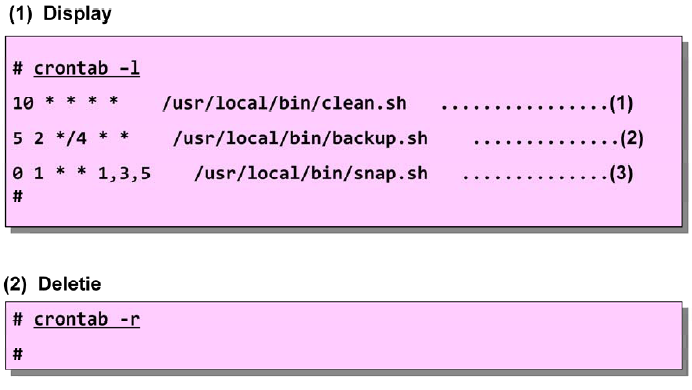 (1) Display
# crontab –l
10 * * * * /usr/local/bin/clean.sh ................(1)
5 2 */4 * * /usr/local/bin/backup.sh ..............(2)
0 1 * * 1,3,5 /usr/local/bin/snap.sh ..............(3)
#
(2) Deletie
# crontab -r
#